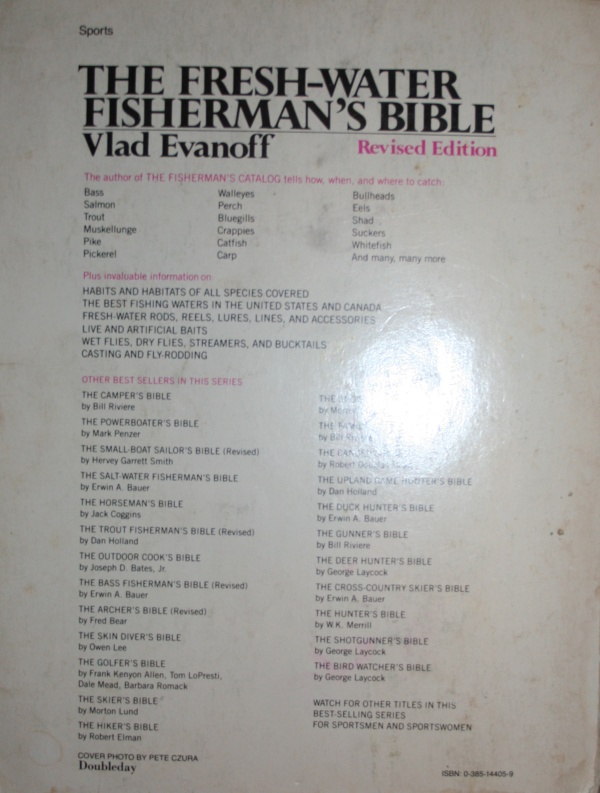 Sports
THE FRESH-WATER
FISHERMAN'S BIBLE
Vlad Evanoff
Revised Edition
The author of THE FISHERMAN'S CATALOG tells how, when, and where to catch:
Bass
Salmon
Trout
Muskellunge
Pike
Pickerel
Walleyes
Perch
Bluegills
Crappies
Catfish
Carp
Bullheads
Eels
Shad
Suckers
Whitefish
And many, many more
Plus invaluable information on:
HABITS AND HABITATS OF ALL SPECIES COVERED
THE BEST FISHING WATERS IN THE UNITED STATES AND CANADA
FRESH-WATER RODS, REELS, LURES, LINES, AND ACCESSORIES
LIVE AND ARTIFICIAL BAITS
WET FLIES, DRY FLIES, STREAMERS, AND BUCKTAILS
CASTING AND FLY-RODDING
OTHER BEST SELLERS IN THIS SERIES
THE CAMPER'S BIBLE
by Bill Riviere
THE POWERBOATER'S BIBLE
by Mark Penzer
THE SMALL-BOAT SAILOR'S BIBLE (Revised)
by Hervey Garrett Smith
THE SALT-WATER FISHERMAN'S BIBLE
by Erwin A. Bauer
THE HORSEMAN'S BIBLE
by Jack Coggins
THE TROUT FISHERMAN'S BIBLE (Revised)
by Dan Holland
THE OUTDOOR COOK'S BIBLE
by Joseph D. Bates, Jr.
THE BASS FISHERMAN'S BIBLE (Revised)
by Erwin A. Bauer
THE ARCHER'S BIBLE (Revised)
by Fred Bear
THE SKIN DIVER'S BIBLE
by Owen Lee
THE GOLFER'S BIBLE
by Frank Kenyon Allen, Tom LoPresti,
Dale Mead, Barbara Romack
THE SKIER'S BIBLE
by Morton Lund
THE HIKER'S BIBLE
by Robert Elman
THE
by
THE
by Bill
THE
by Robert
THE UPLAND GAME HUNTER'S BIBLE
by Dan Holland
THE DUCK HUNTER'S BIBLE
by Erwin A. Bauer
THE GUNNER'S BIBLE
by Bill Riviere
THE DEER HUNTER'S BIBLE
by George Laycock
THE CROSS-COUNTRY SKIER'S BIBLE
by Erwin A. Bauer
THE HUNTER'S BIBLE
by W.K. Merrill
THE SHOTGUNNER'S BIBLE
by George Laycock
THE BIRD WATCHER'S BIBLE
by George Laycock
WATCH FOR OTHER TITLES IN THIS
BEST-SELLING SERIES
FOR SPORTSMEN AND SPORTSWOMEN
COVER PHOTO BY PETE CZURA
Doubleday
ISBN: 0-385-14405-9